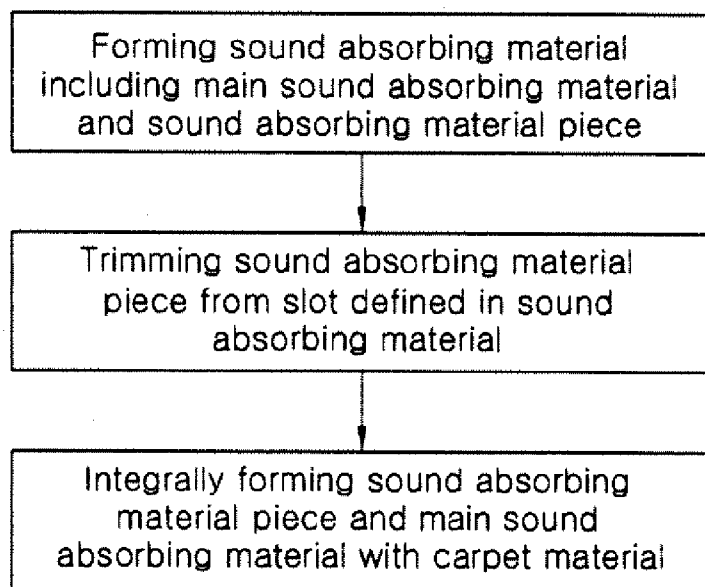 Forming sound absorbing material
including main sound absorbing material
and sound absorbing material piece
Trimming sound absorbing material
piece from slot defined in sound
absorbing material
Integrally forming sound absorbing
material piece and main sound
absorbing material with carpet material